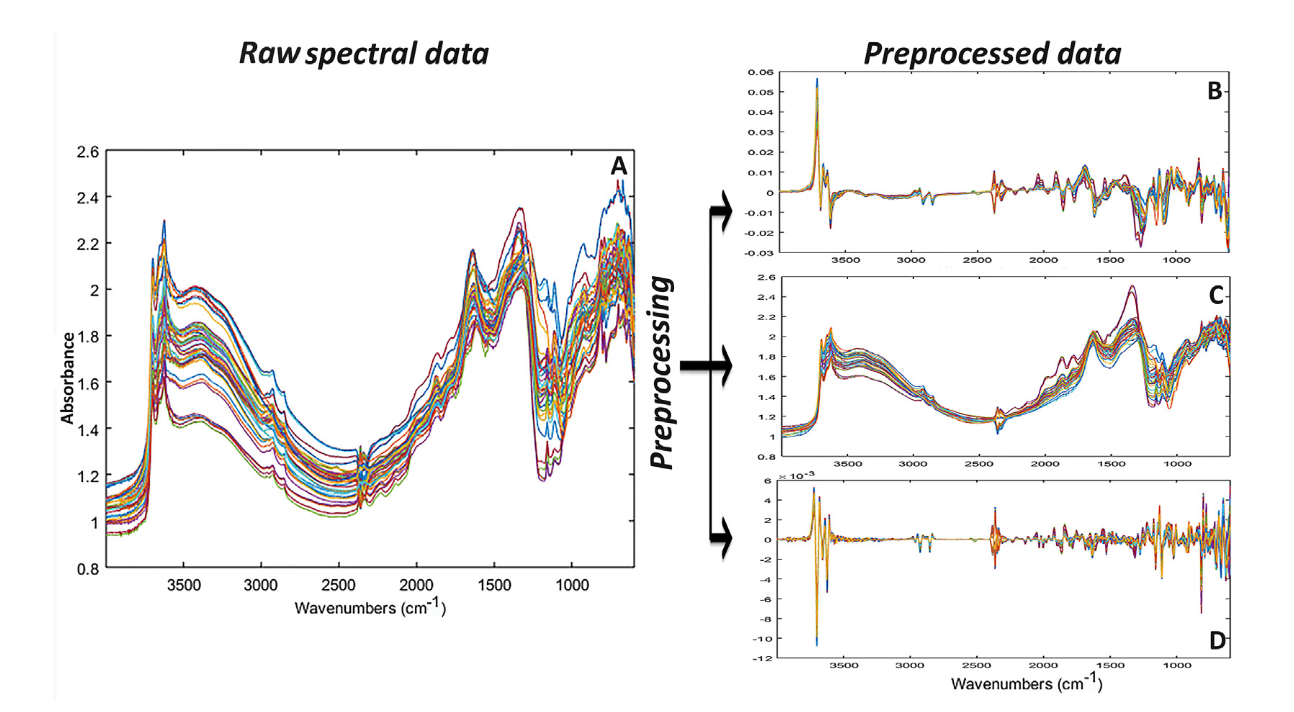 Raw spectral data
Preprocessed data
A
2.6
2.4
2.2
2
1.8
1.6
1.4
1.2
1
0.8
Absorbance
3500 3000 2500 2000 1500 1000
Wavenumbers (cm-1)
Preprocessing
B
0.06
0.05
0.04
0.03
0.02
0.01
0
-0.01
-0.02
-0.03
3500 3000 2500 2000 1500 1000
C
2.6
2.4
2.2
2
1.8
1.6
1.4
1.2
1
0.8
3500 3000 2500 2000 1500 1000
× 10-3
6
4
2
0
-2
-4
-6
-8
-10
-12
D
3500 3000 2500 2000 1500 1000
Wavenumbers (cm-1)